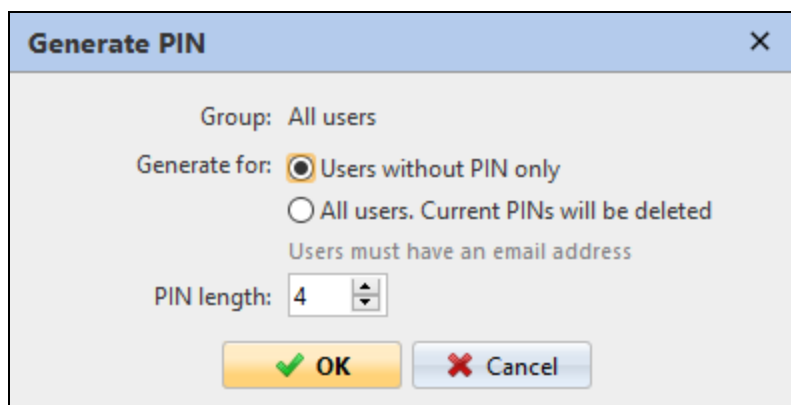 Generate PIN
Group: All users
Generate for: Users without PIN only
All users. Current PINs will be deleted
Users must have an email address
PIN length: 4
OK Cancel